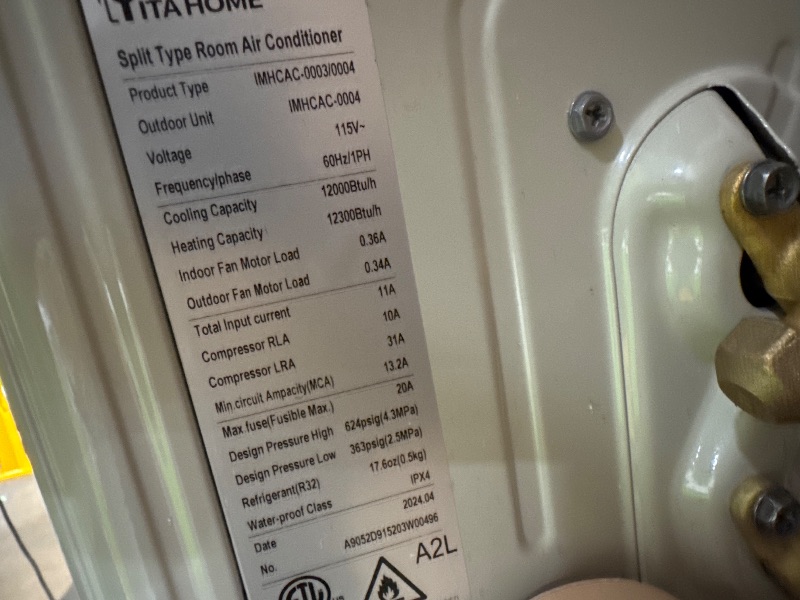 YITAHOME
Split Type Room Air Conditioner
Product Type IMHCAC-0003/0004
Outdoor Unit IMHCAC-0004
Voltage 115V~
Frequency/phase 60Hz/1PH
Cooling Capacity 12000Btu/h
Heating Capacity 12300Btu/h
Indoor Fan Motor Load 0.36A
Outdoor Fan Motor Load 0.34A
Total Input current 11A
Compressor RLA 10A
Compressor LRA 31A
Min.circuit Ampacity(MCA) 13.2A
Max.fuse(Fusible Max.) 20A
Design Pressure High 624psig(4.3MPa)
Design Pressure Low 363psig(2.5MPa)
Refrigerant(R32) 17.6oz(0.5kg)
Water-proof Class IPX4
Date 2024.04
No. A9052D915203W00496
A2L